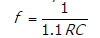 f = 1 / 1.1 RC